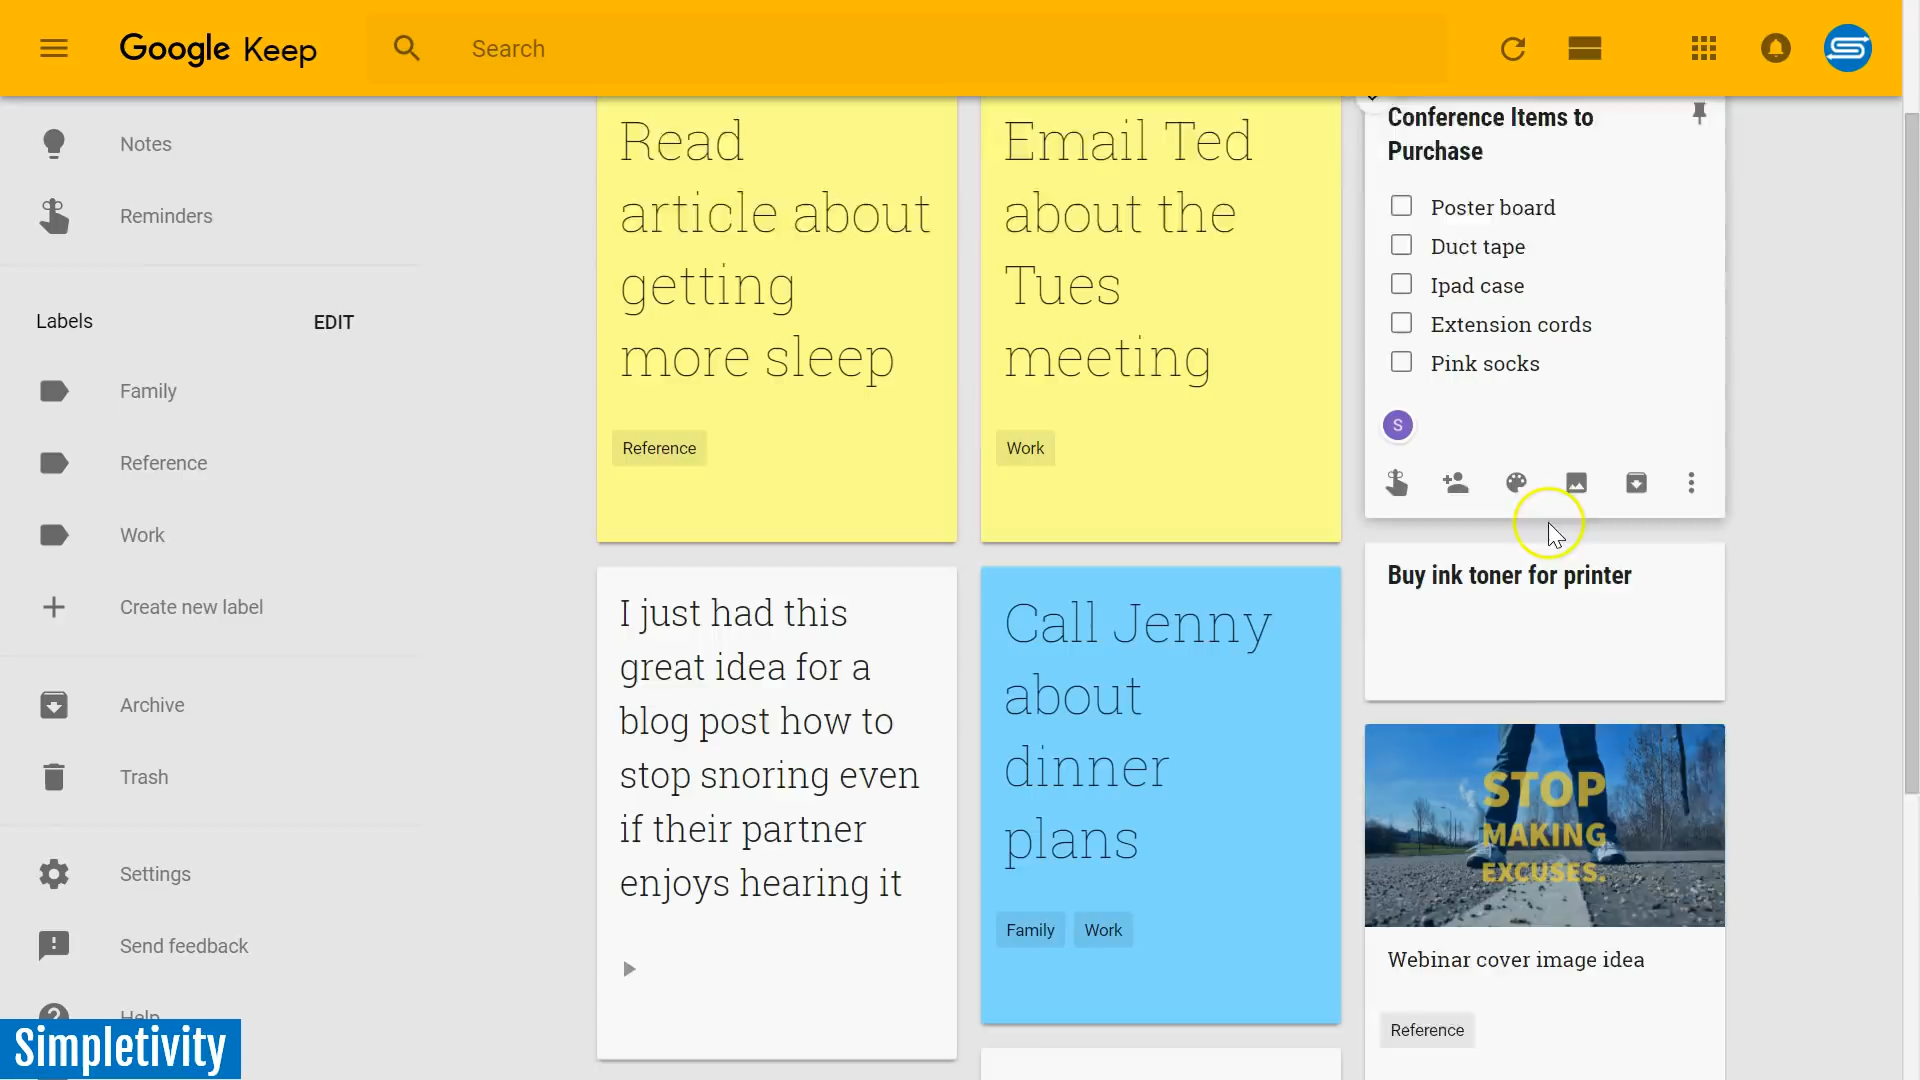 Google Keep
Search
Notes
Reminders
Labels
EDIT
Family
Reference
Work
Create new label
Archive
Trash
Settings
Send feedback
Help
Simpletivity
Read
article about
getting
more sleep
Reference
Email Ted
about the
Tues
meeting
Work
Conference Items to
Purchase
Poster board
Duct tape
Ipad case
Extension cords
Pink socks
S
I just had this
great idea for a
blog post how to
stop snoring even
if their partner
enjoys hearing it
Call Jenny
about
dinner
plans
Family Work
Buy ink toner for printer
STOP
MAKING
EXCUSES.
Webinar cover image idea
Reference